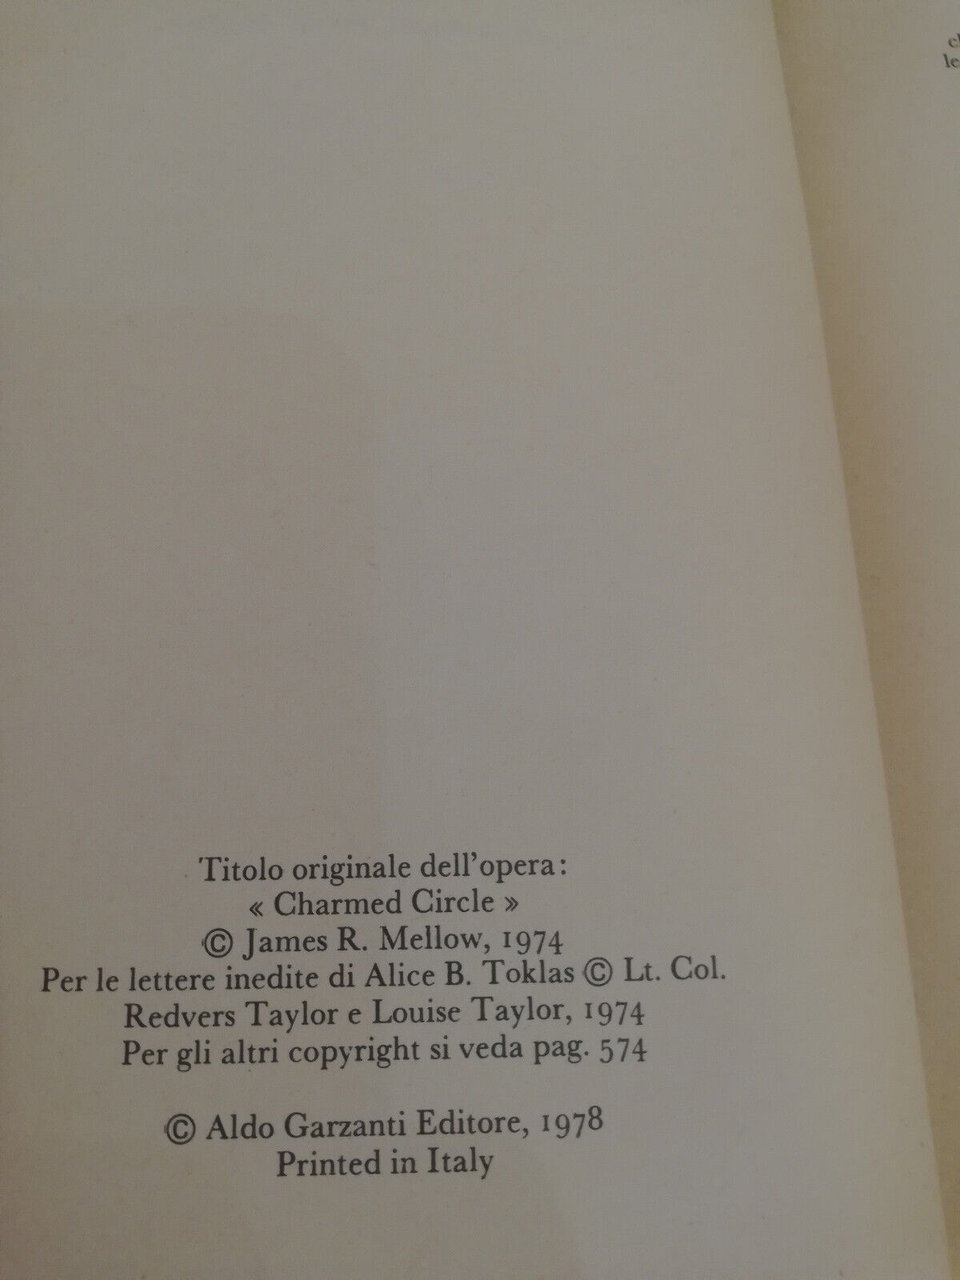 Titolo originale dell'opera:
« Charmed Circle »
© James R. Mellow, 1974
Per le lettere inedite di Alice B. Toklas © Lt. Col.
Redvers Taylor e Louise Taylor, 1974
Per gli altri copyright si veda pag. 574
© Aldo Garzanti Editore, 1978
Printed in Italy